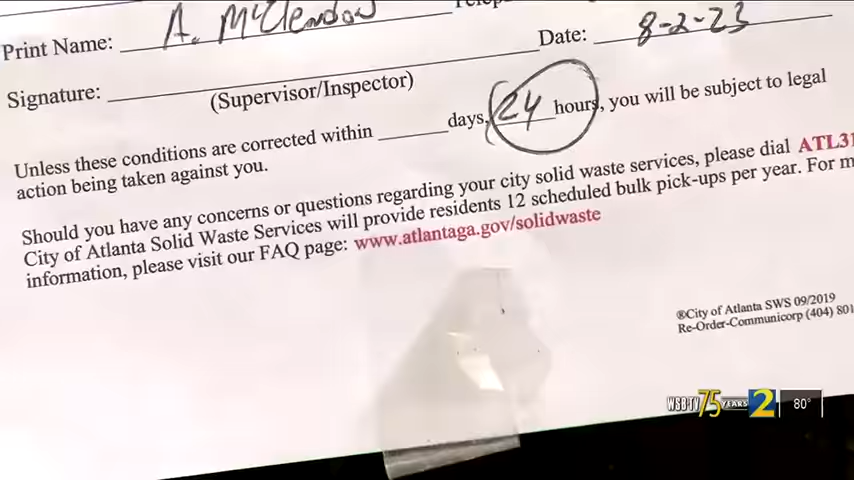 Print Name: A. McClendon
Date: 8-2-23
Signature:
(Supervisor/Inspector)
Unless these conditions are corrected within ______ days, 24 hours, you will be subject to legal
action being taken against you.
Should you have any concerns or questions regarding your city solid waste services, please dial ATL31
City of Atlanta Solid Waste Services will provide residents 12 scheduled bulk pick-ups per year. For m
information, please visit our FAQ page: www.atlantaga.gov/solidwaste
®City of Atlanta SWS 09/2019
Re-Order-Communicorp (404) 801
WSB-TV 75 YEARS 2 80°